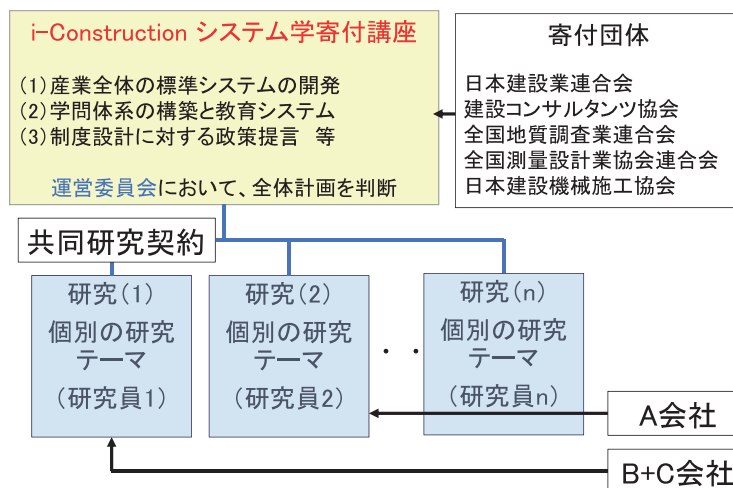 i-Construction システム学寄付講座
(1)産業全体の標準システムの開発
(2)学問体系の構築と教育システム
(3)制度設計に対する政策提言 等
運営委員会において、全体計画を判断
寄付団体
日本建設業連合会
建設コンサルタンツ協会
全国地質調査業連合会
全国測量設計業協会連合会
日本建設機械施工協会
共同研究契約
研究(1)
個別の研究
テーマ
(研究員1)
研究(2)
個別の研究
テーマ
(研究員2)
・・
研究(n)
個別の研究
テーマ
(研究員n)
A会社
B+C会社